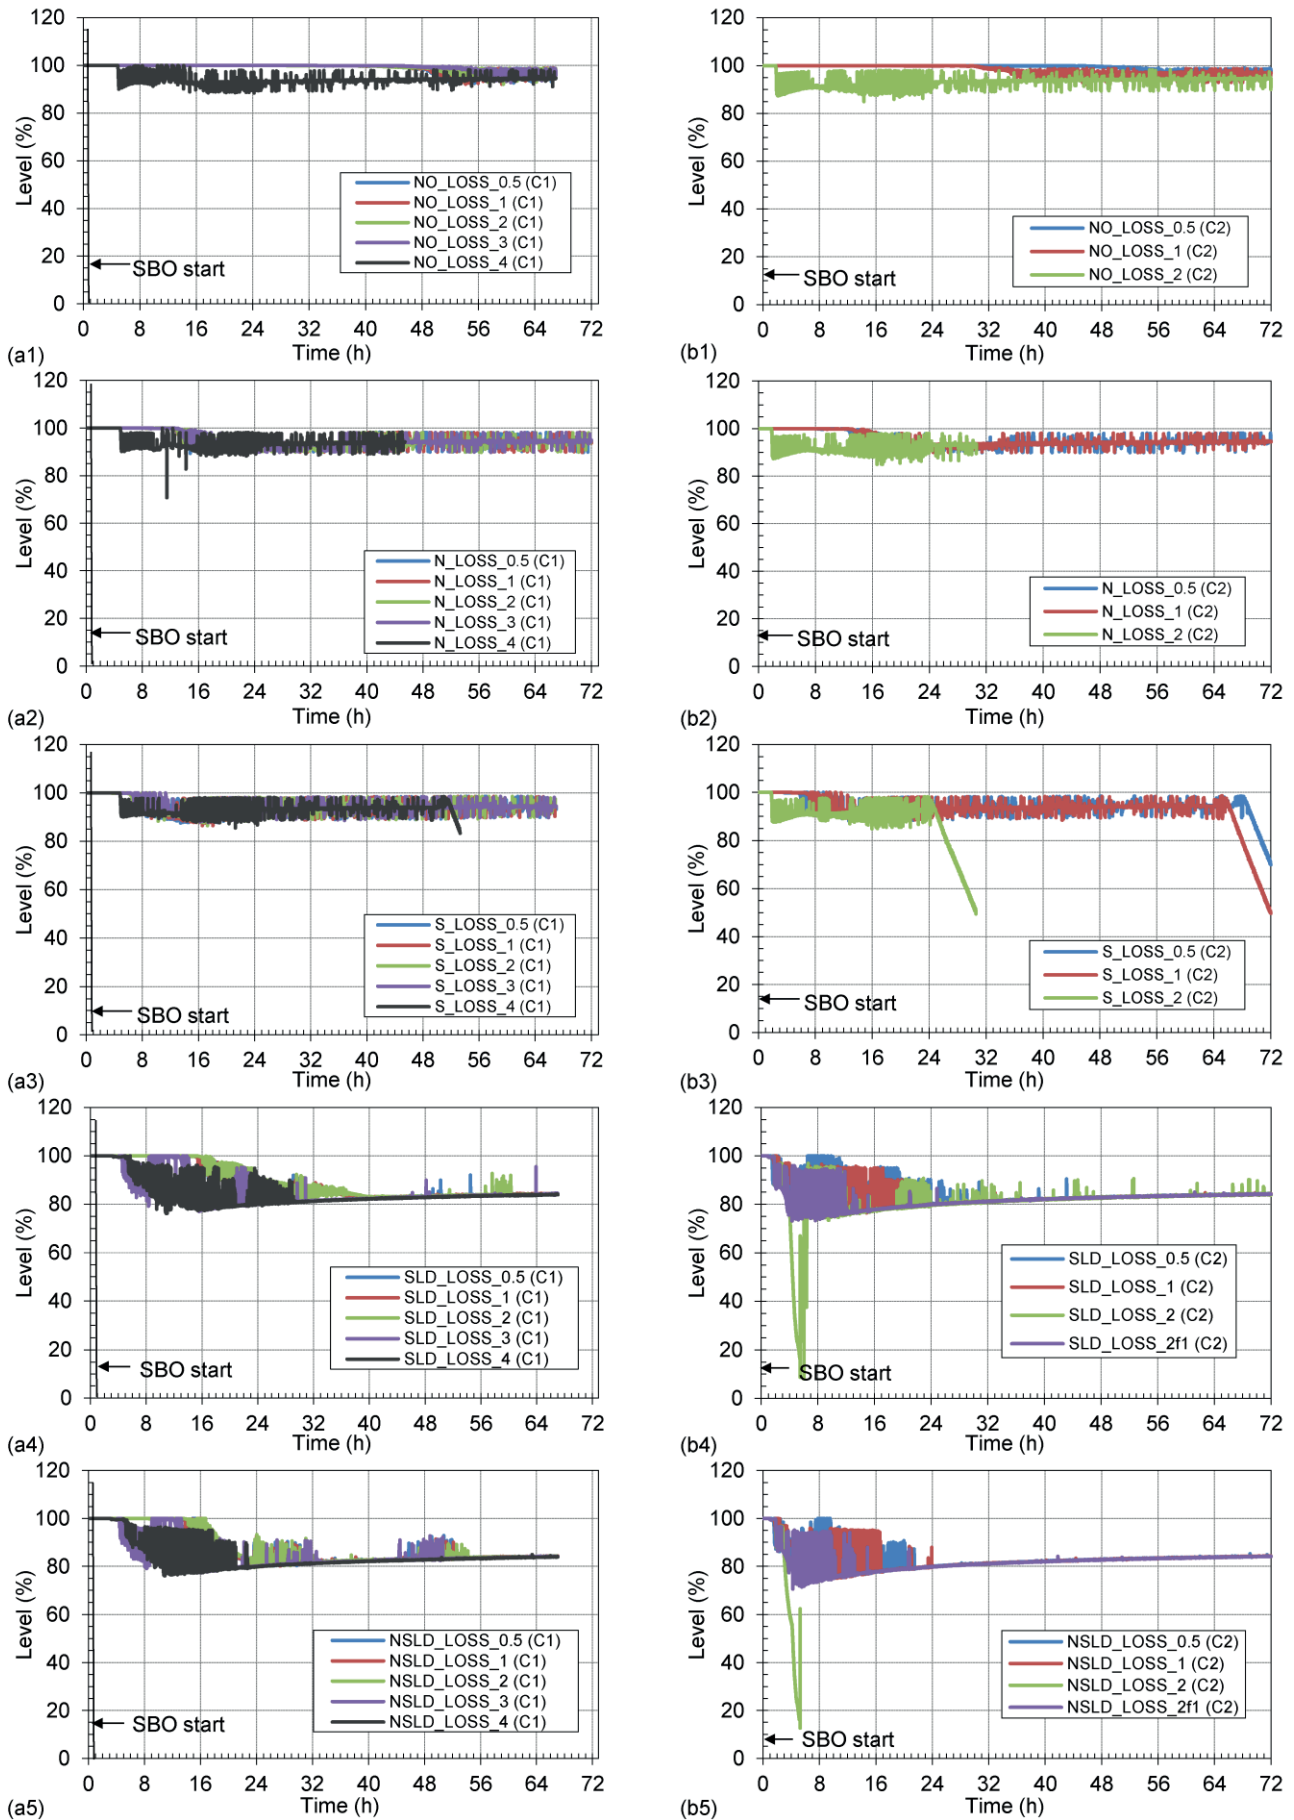 120
100
80
60
40
20
0
Level (%)
NO_LOSS_0.5 (C1)
NO_LOSS_1 (C1)
NO_LOSS_2 (C1)
NO_LOSS_3 (C1)
NO_LOSS_4 (C1)
SBO start
0 8 16 24 32 40 48 56 64 72
Time (h)
(a1)
120
100
80
60
40
20
0
Level (%)
NO_LOSS_0.5 (C2)
NO_LOSS_1 (C2)
NO_LOSS_2 (C2)
SBO start
0 8 16 24 32 40 48 56 64 72
Time (h)
(b1)
120
100
80
60
40
20
0
Level (%)
N_LOSS_0.5 (C1)
N_LOSS_1 (C1)
N_LOSS_2 (C1)
N_LOSS_3 (C1)
N_LOSS_4 (C1)
SBO start
0 8 16 24 32 40 48 56 64 72
Time (h)
(a2)
120
100
80
60
40
20
0
Level (%)
N_LOSS_0.5 (C2)
N_LOSS_1 (C2)
N_LOSS_2 (C2)
SBO start
0 8 16 24 32 40 48 56 64 72
Time (h)
(b2)
120
100
80
60
40
20
0
Level (%)
S_LOSS_0.5 (C1)
S_LOSS_1 (C1)
S_LOSS_2 (C1)
S_LOSS_3 (C1)
S_LOSS_4 (C1)
SBO start
0 8 16 24 32 40 48 56 64 72
Time (h)
(a3)
120
100
80
60
40
20
0
Level (%)
S_LOSS_0.5 (C2)
S_LOSS_1 (C2)
S_LOSS_2 (C2)
SBO start
0 8 16 24 32 40 48 56 64 72
Time (h)
(b3)
120
100
80
60
40
20
0
Level (%)
SLD_LOSS_0.5 (C1)
SLD_LOSS_1 (C1)
SLD_LOSS_2 (C1)
SLD_LOSS_3 (C1)
SLD_LOSS_4 (C1)
SBO start
0 8 16 24 32 40 48 56 64 72
Time (h)
(a4)
120
100
80
60
40
20
0
Level (%)
SLD_LOSS_0.5 (C2)
SLD_LOSS_1 (C2)
SLD_LOSS_2 (C2)
SLD_LOSS_2f1 (C2)
SBO start
0 8 16 24 32 40 48 56 64 72
Time (h)
(b4)
120
100
80
60
40
20
0
Level (%)
NSLD_LOSS_0.5 (C1)
NSLD_LOSS_1 (C1)
NSLD_LOSS_2 (C1)
NSLD_LOSS_3 (C1)
NSLD_LOSS_4 (C1)
SBO start
0 8 16 24 32 40 48 56 64 72
Time (h)
(a5)
120
100
80
60
40
20
0
Level (%)
NSLD_LOSS_0.5 (C2)
NSLD_LOSS_1 (C2)
NSLD_LOSS_2 (C2)
NSLD_LOSS_2f1 (C2)
SBO start
0 8 16 24 32 40 48 56 64 72
Time (h)
(b5)